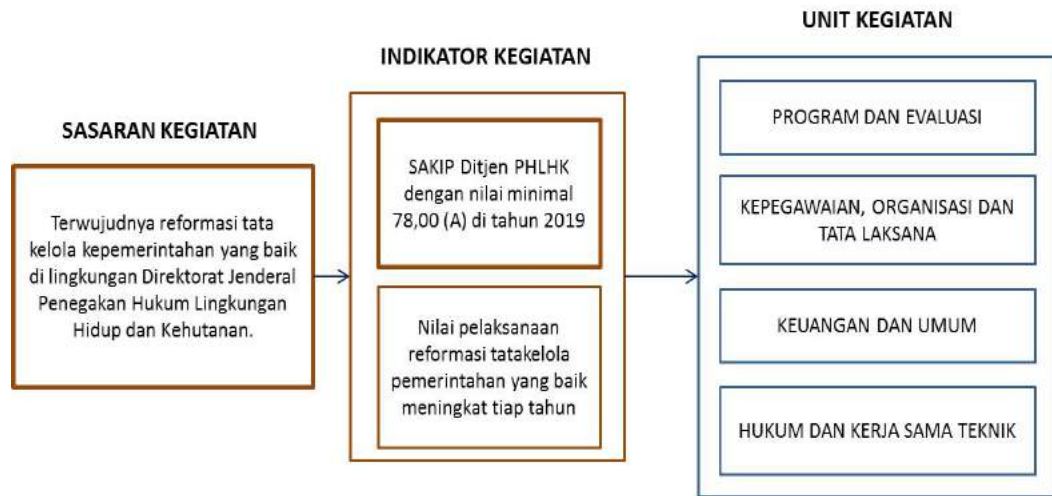 SASARAN KEGIATAN
Terwujudnya reformasi tata
kelola kepemerintahan yang baik
di lingkungan Direktorat Jenderal
Penegakan Hukum Lingkungan
Hidup dan Kehutanan.
INDIKATOR KEGIATAN
SAKIP Ditjen PHLHK
dengan nilai minimal
78,00 (A) di tahun 2019
Nilai pelaksanaan
reformasi tatakelola
pemerintahan yang baik
meningkat tiap tahun
UNIT KEGIATAN
PROGRAM DAN EVALUASI
KEPEGAWAIAN, ORGANISASI DAN
TATA LAKSANA
KEUANGAN DAN UMUM
HUKUM DAN KERJA SAMA TEKNIK